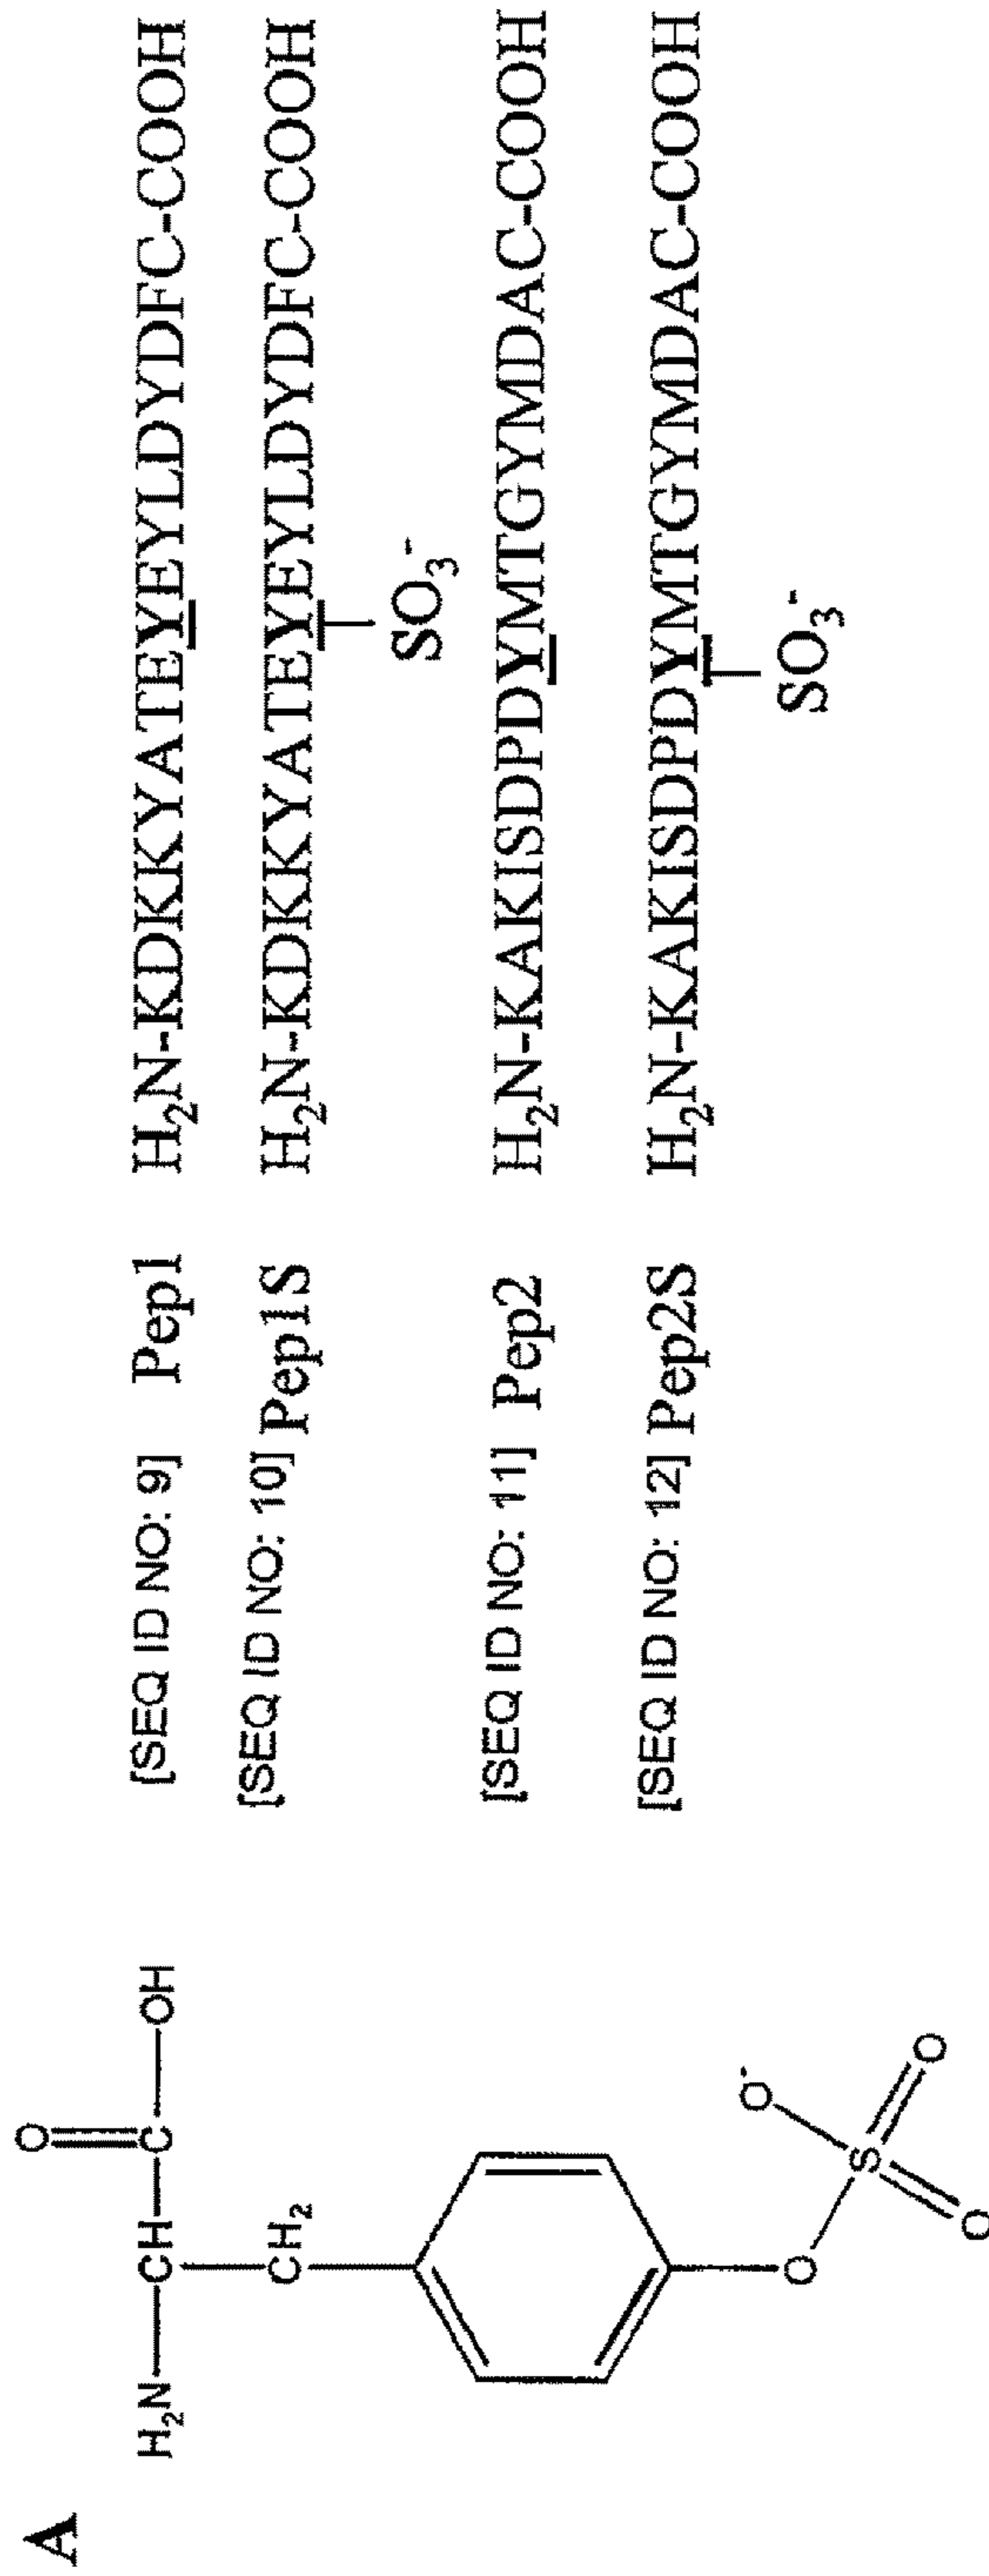 A
O
H₂N—CH—C—OH
CH₂
O O⁻
S
O O
[SEQ ID NO: 9] Pep1 H₂N-KDKKYATEYEYLDYDFC-COOH
[SEQ ID NO: 10] Pep1S H₂N-KDKKYATEYEYLDYDFC-COOH
SO₃⁻
[SEQ ID NO: 11] Pep2 H₂N-KAKISDPDYMTGYMDAC-COOH
[SEQ ID NO: 12] Pep2S H₂N-KAKISDPDYMTGYMDAC-COOH
SO₃⁻